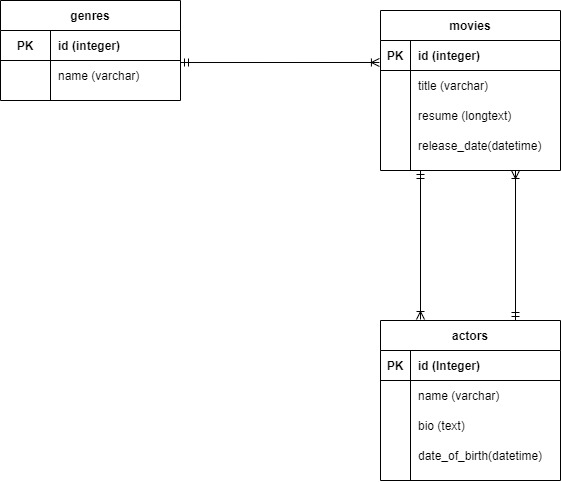 genres
PK id (integer)
name (varchar)
movies
PK id (integer)
title (varchar)
resume (longtext)
release_date(datetime)
actors
PK id (Integer)
name (varchar)
bio (text)
date_of_birth(datetime)